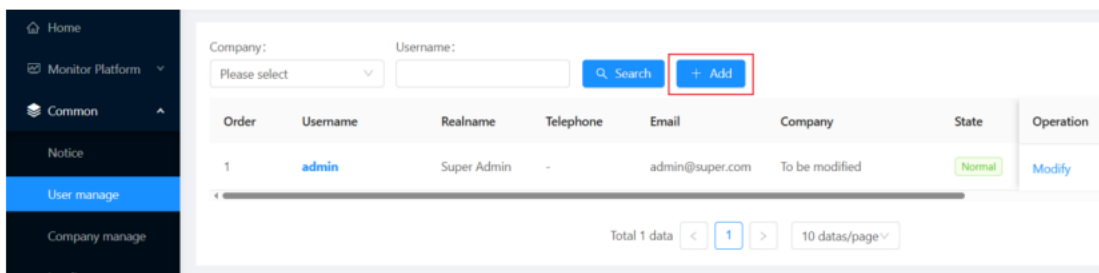 Home
Monitor Platform
Common
Notice
User manage
Company manage
Company: Username:
Please select Search + Add
Order Username Realname Telephone Email Company State Operation
1 admin Super Admin - admin@super.com To be modified Normal Modify
Total 1 data < 1 > 10 datas/page